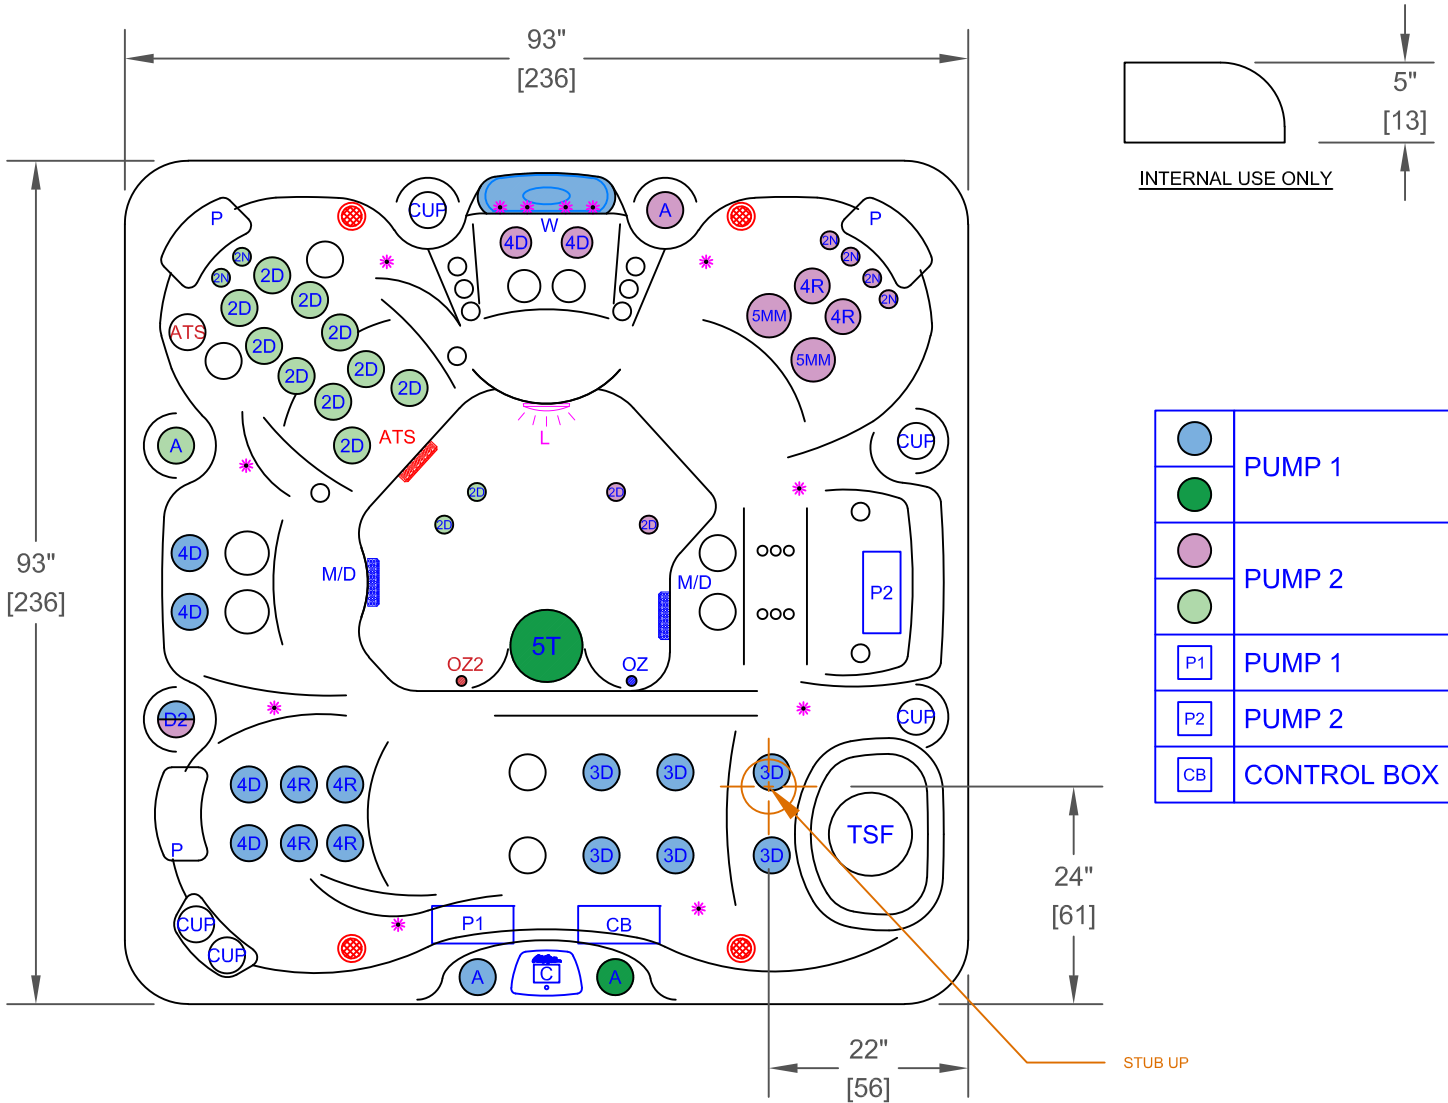 93"
[236]
5"
[13]
INTERNAL USE ONLY
P
CUP
W
A
P
4D
4D
2N
2N
2N
2N
2N
2N
2D
2D
2D
2D
2D
2D
2D
2D
2D
2D
ATS
4R
4R
5MM
5MM
ATS
L
A
CUP
2D
2D
2D
2D
93"
[236]
4D
4D
M/D
M/D
P2
5T
OZ2
OZ
D2
CUP
4D
4R
4R
4D
4R
4R
3D
3D
3D
3D
3D
3D
TSF
P
CUP
CUP
P1
CB
A
C
A
24"
[61]
22"
[56]
STUB UP
PUMP 1
PUMP 2
P1 PUMP 1
P2 PUMP 2
CB CONTROL BOX